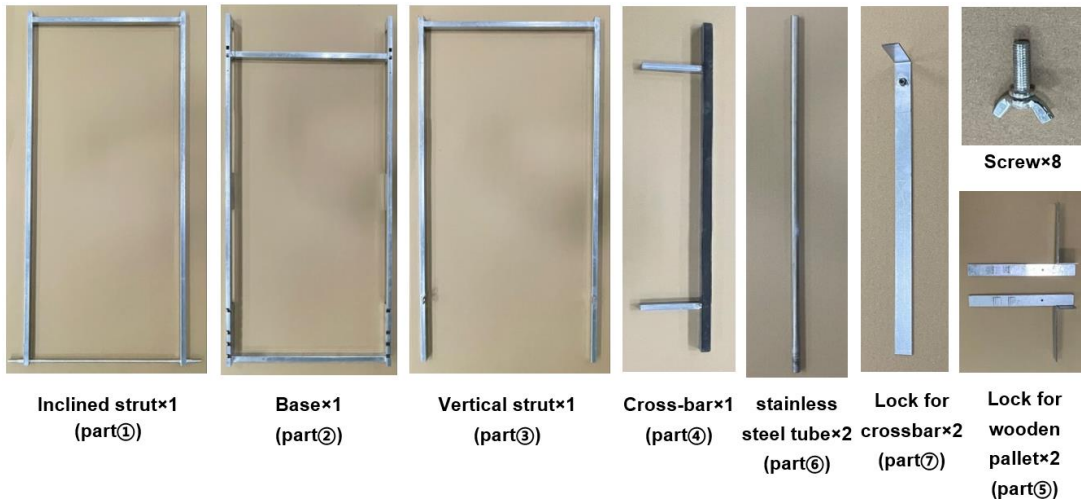 Inclined strut×1
(part①)
Base×1
(part②)
Vertical strut×1
(part③)
Cross-bar×1
(part④)
stainless
steel tube×2
(part⑥)
Lock for
crossbar×2
(part⑦)
Screw×8
Lock for
wooden
pallet×2
(part⑤)